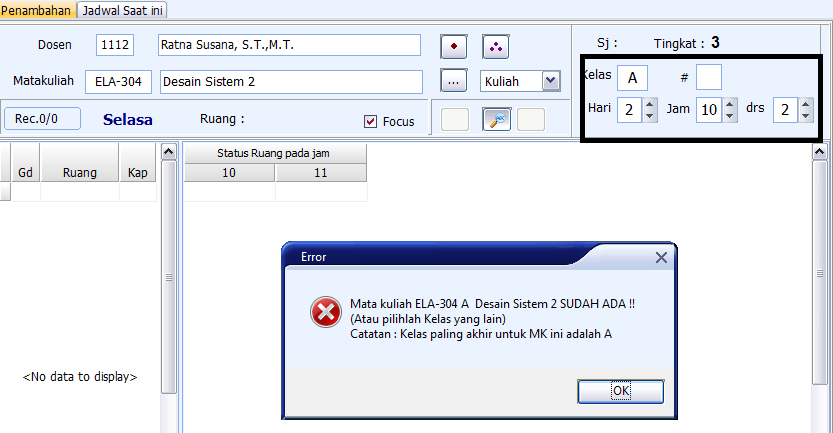 Penambahan Jadwal Saat ini
Dosen 1112 Ratna Susana, S.T.,M.T. Sj : Tingkat : 3
Matakuliah ELA-304 Desain Sistem 2 ... Kuliah Kelas A #
Rec.0/0 Selasa Ruang : Focus Hari 2 Jam 10 drs 2
Status Ruang pada jam
Gd Ruang Kap 10 11
Error
Mata kuliah ELA-304 A Desain Sistem 2 SUDAH ADA !!
(Atau pilihlah Kelas yang lain)
Catatan : Kelas paling akhir untuk MK ini adalah A
<No data to display>
OK